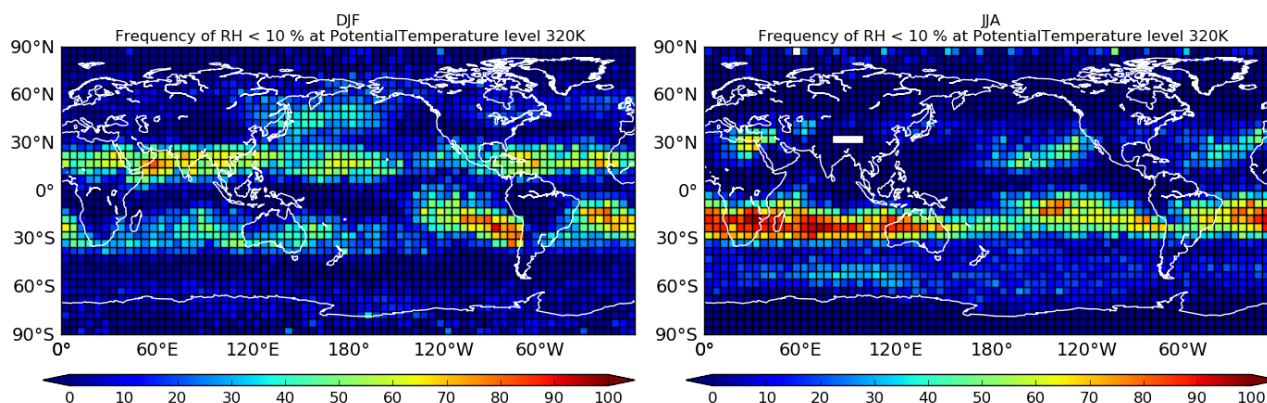 DJF
Frequency of RH < 10 % at PotentialTemperature level 320K
90°N
60°N
30°N
0°
30°S
60°S
90°S
0° 60°E 120°E 180° 120°W 60°W
0 10 20 30 40 50 60 70 80 90 100
JJA
Frequency of RH < 10 % at PotentialTemperature level 320K
90°N
60°N
30°N
0°
30°S
60°S
90°S
0° 60°E 120°E 180° 120°W 60°W
0 10 20 30 40 50 60 70 80 90 100